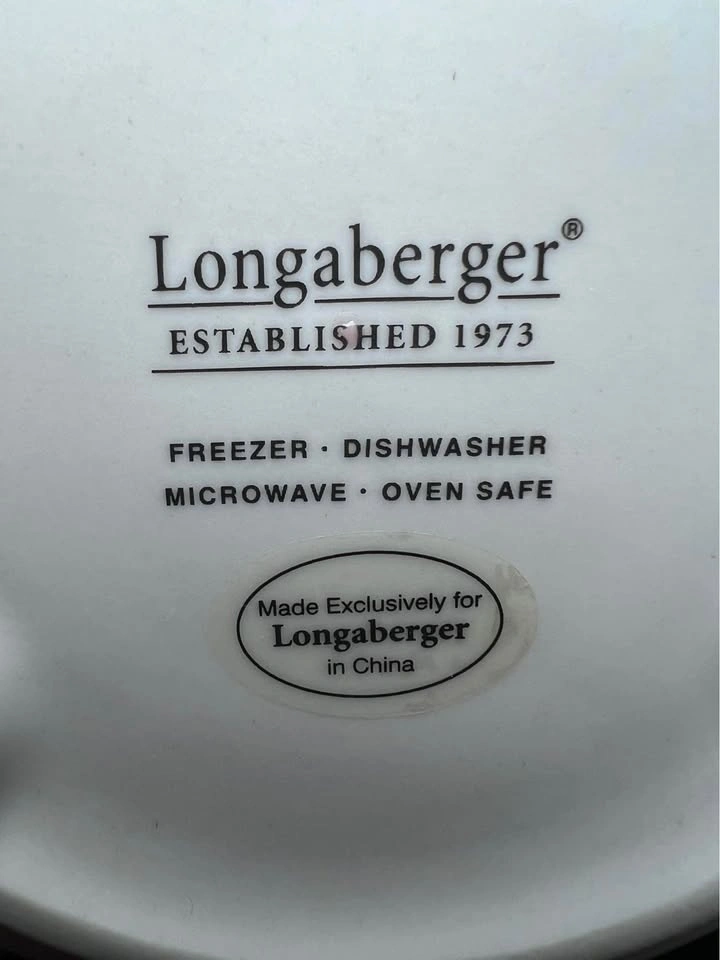 Longaberger®
ESTABLISHED 1973
FREEZER · DISHWASHER
MICROWAVE · OVEN SAFE
Made Exclusively for
Longaberger
in China